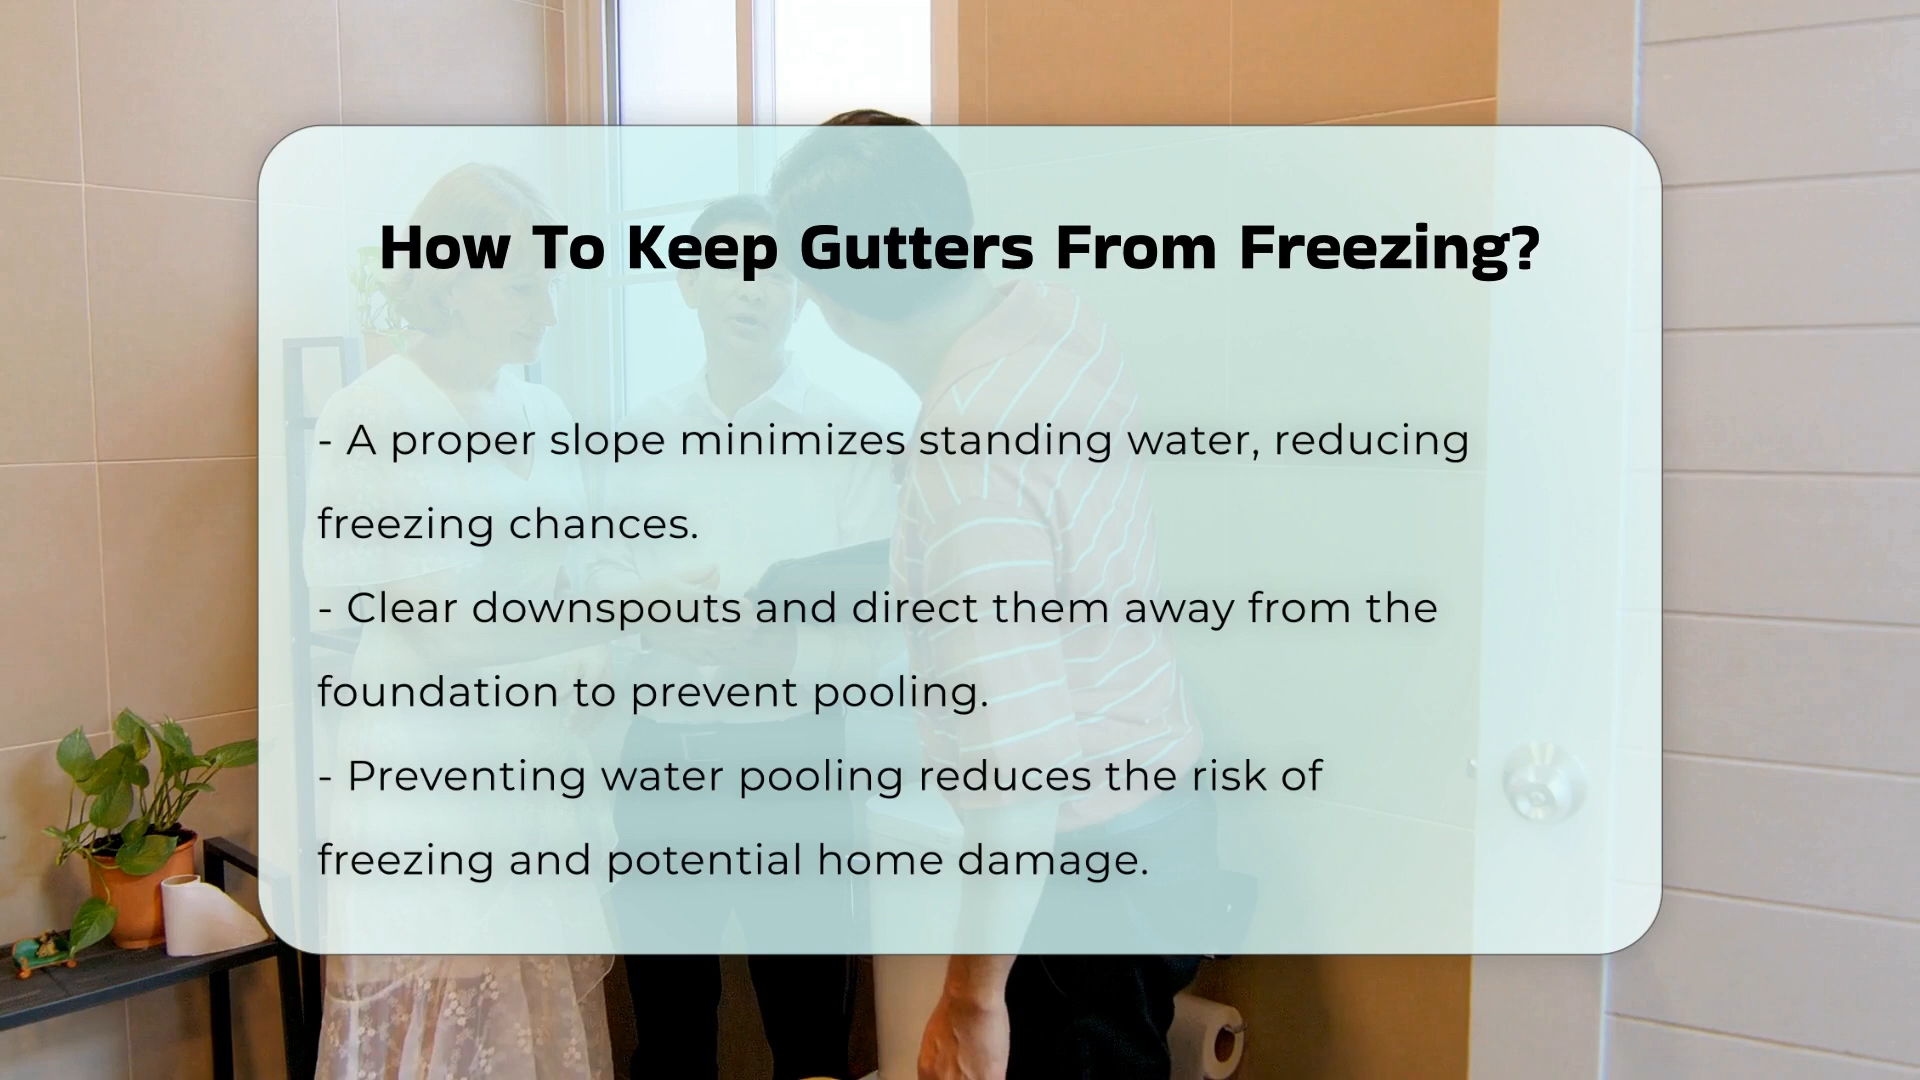 How To Keep Gutters From Freezing?
- A proper slope minimizes standing water, reducing
freezing chances.
- Clear downspouts and direct them away from the
foundation to prevent pooling.
- Preventing water pooling reduces the risk of
freezing and potential home damage.